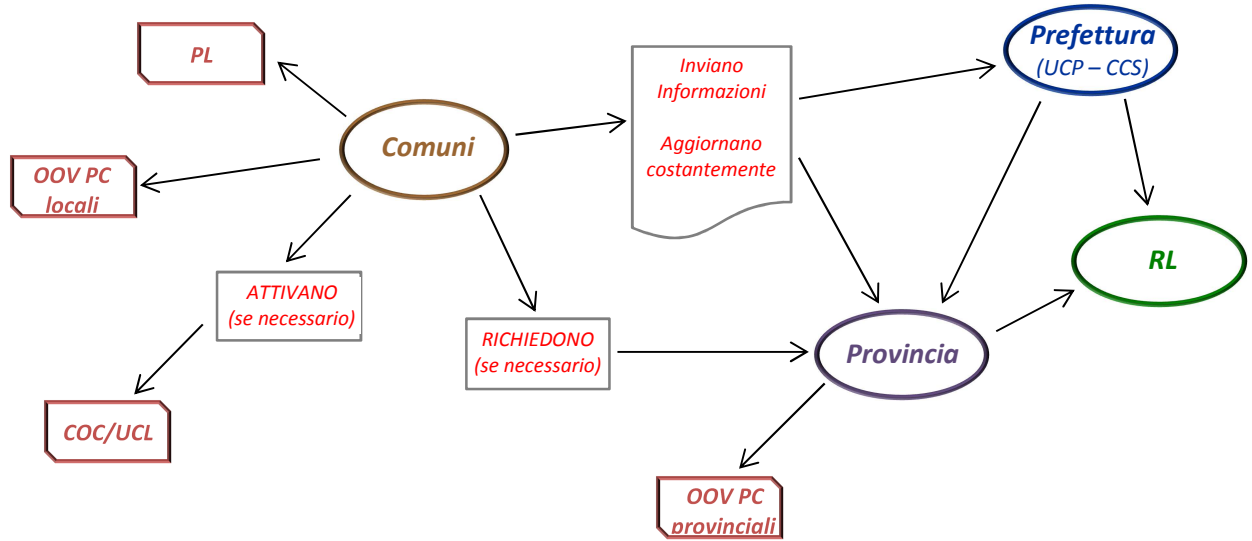 PL
Prefettura
(UCP – CCS)
Inviano
Informazioni
Aggiornano
costantemente
Comuni
OOV PC
locali
RL
ATTIVANO
(se necessario)
RICHIEDONO
(se necessario)
Provincia
COC/UCL
OOV PC
provinciali